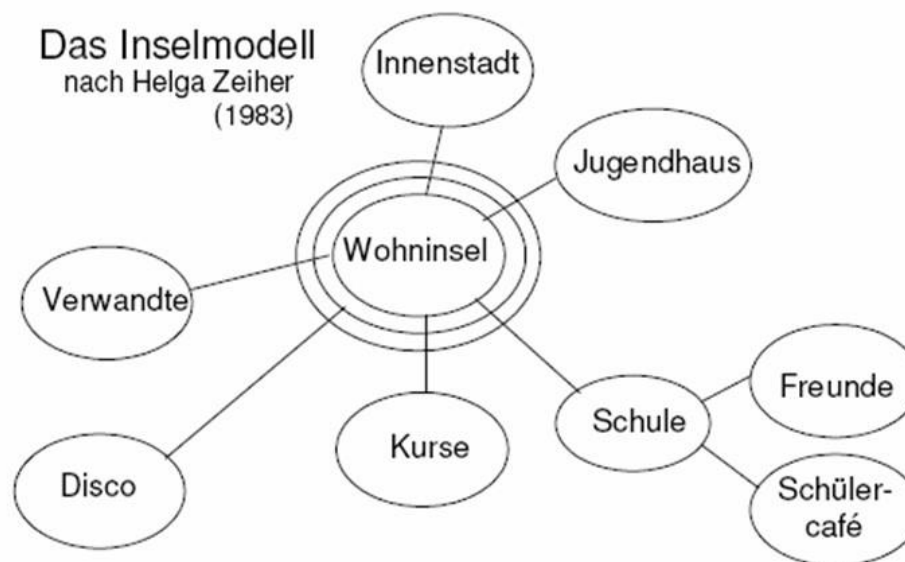 Das Inselmodell
nach Helga Zeiher
(1983)
Innenstadt
Jugendhaus
Wohninsel
Verwandte
Freunde
Schule
Kurse
Disco
Schüler-
café